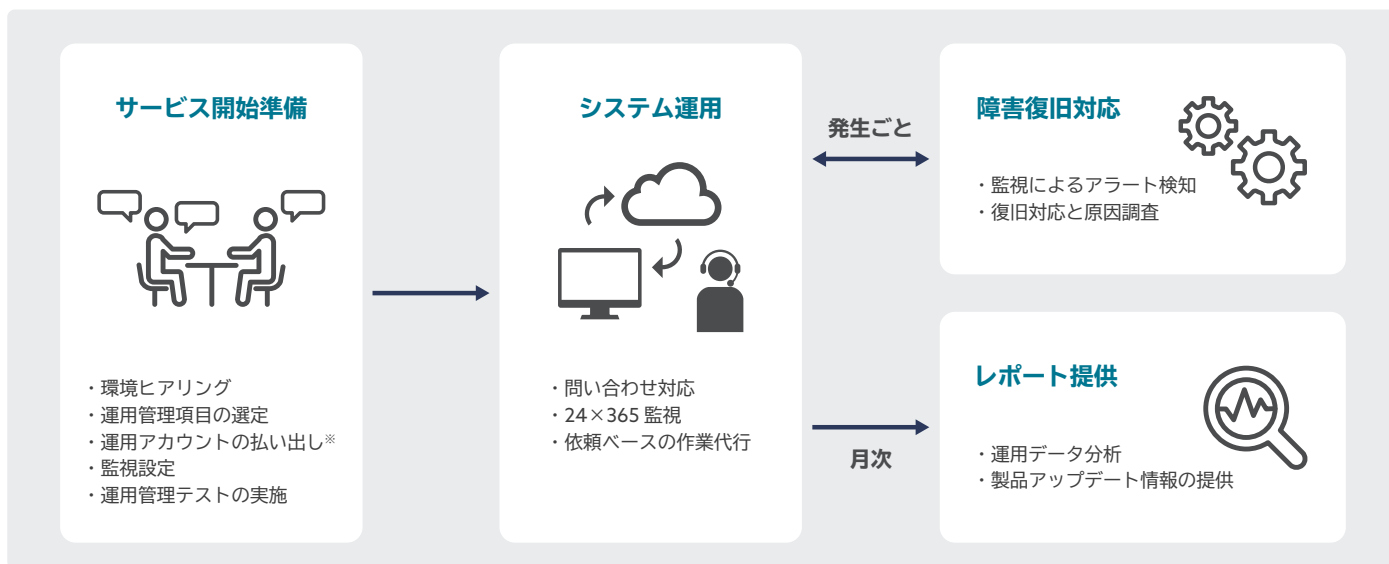 サービス開始準備
・環境ヒアリング
・運用管理項目の選定
・運用アカウントの払い出し※
・監視設定
・運用管理テストの実施
システム運用
・問い合わせ対応
・24×365 監視
・依頼ベースの作業代行
発生ごと
障害復旧対応
・監視によるアラート検知
・復旧対応と原因調査
月次
レポート提供
・運用データ分析
・製品アップデート情報の提供